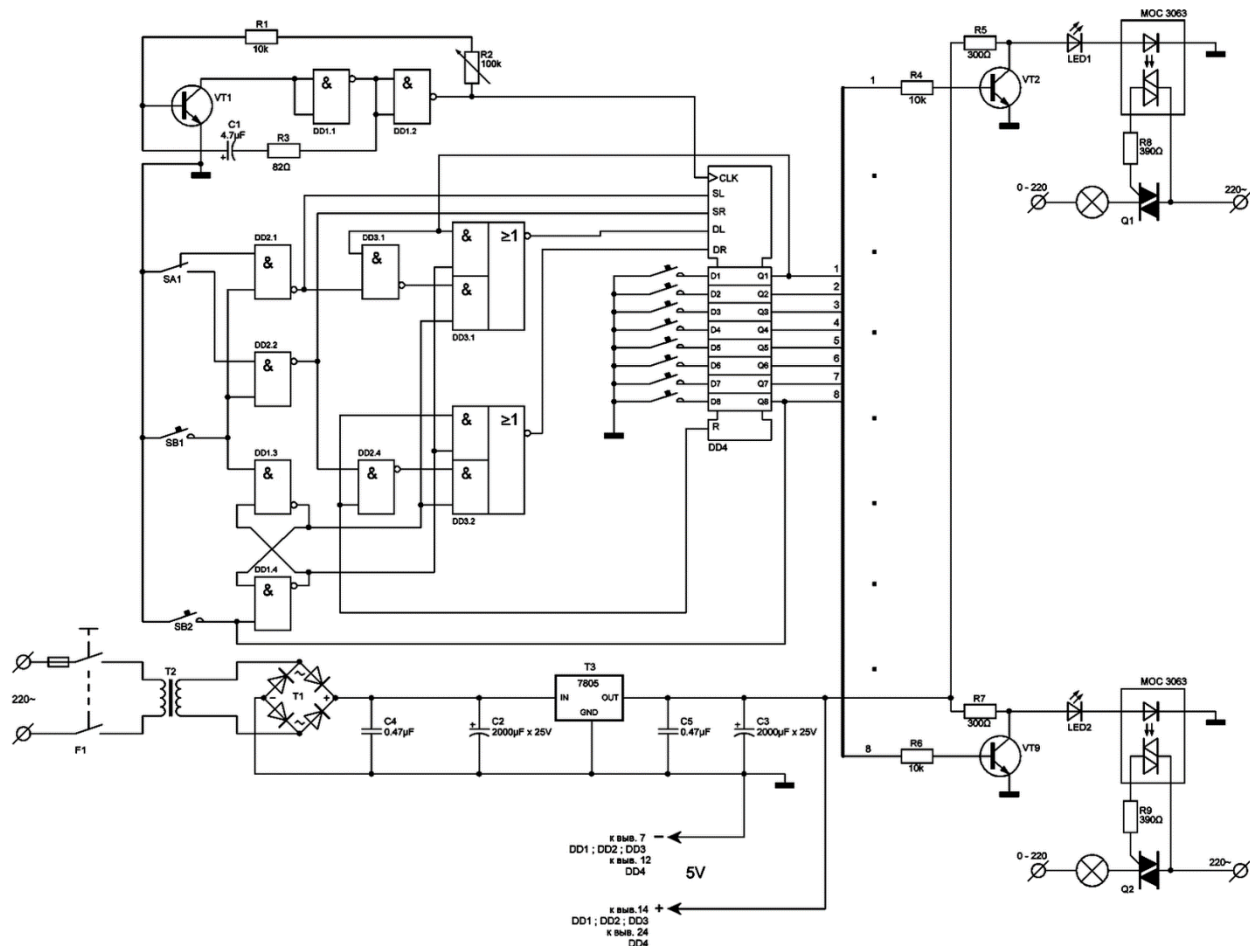 R1
10k
R2
100k
VT1
&
DD1.1
&
DD1.2
C1
4.7µF
+
R3
82Ω
R5
300Ω
LED1
MOC 3063
1
R4
10k
VT2
R8
390Ω
0 - 220
Q1
220~
CLK
SL
SR
DL
DR
D1 Q1
D2 Q2
D3 Q3
D4 Q4
D5 Q5
D6 Q6
D7 Q7
D8 Q8
R
DD4
1
2
3
4
5
6
7
8
SA1
DD2.1
&
DD3.1
&
&
≥1
&
DD3.1
DD2.2
&
SB1
DD1.3
&
DD2.4
&
&
≥1
&
DD3.2
DD1.4
&
SB2
220~
F1
T2
~
T1
-
+
~
C4
0.47µF
+
C2
2000µF x 25V
T3
7805
IN OUT
GND
C5
0.47µF
+
C3
2000µF x 25V
8
R6
10k
R7
300Ω
VT9
LED2
MOC 3063
R9
390Ω
0 - 220
Q2
220~
к выв. 7 −
DD1 ; DD2 ; DD3
к выв. 12
DD4
5V
к выв.14 +
DD1 ; DD2 ; DD3
к выв. 24
DD4